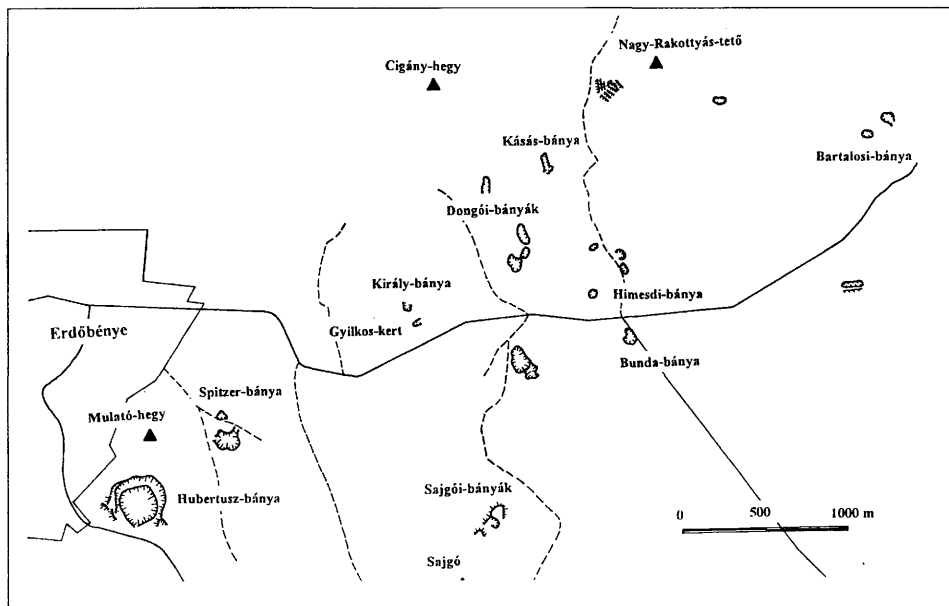 Nagy-Rakottyás-tető
Cigány-hegy
Kásás-bánya
Bartalosi-bánya
Dongói-bányák
Király-bánya
Himesdi-bánya
Gyilkos-kert
Erdőbénye
Bunda-bánya
Spitzer-bánya
Mulató-hegy
Hubertusz-bánya
Sajgói-bányák
0 500 1000 m
Sajgó